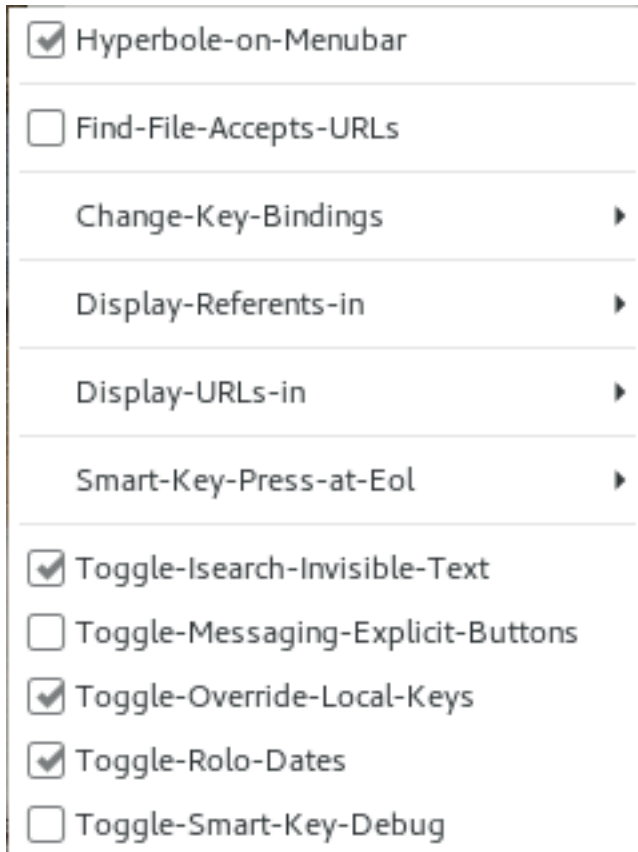 Hyperbole-on-Menubar
Find-File-Accepts-URLs
Change-Key-Bindings
Display-Referents-in
Display-URLs-in
Smart-Key-Press-at-Eol
Toggle-Isearch-Invisible-Text
Toggle-Messaging-Explicit-Buttons
Toggle-Override-Local-Keys
Toggle-Rolo-Dates
Toggle-Smart-Key-Debug